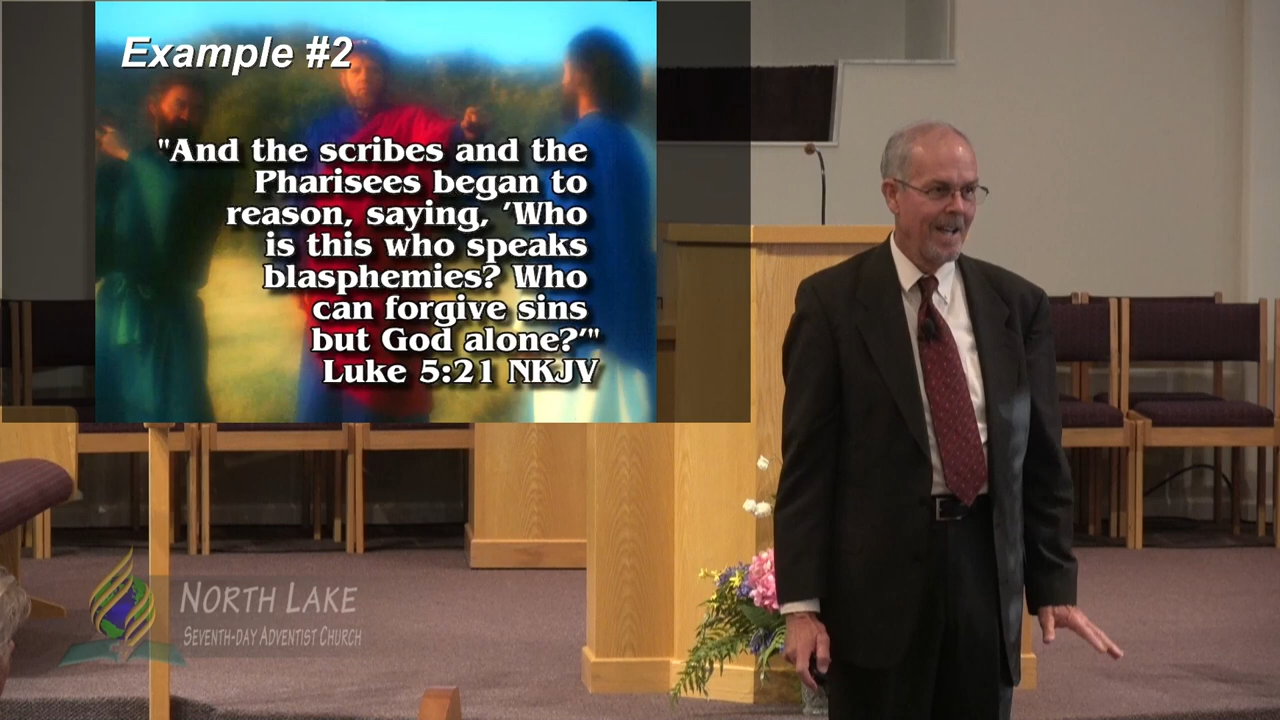 Example #2
"And the scribes and the
Pharisees began to
reason, saying, 'Who
is this who speaks
blasphemies? Who
can forgive sins
but God alone?'"
Luke 5:21 NKJV
NORTH LAKE
SEVENTH-DAY ADVENTIST CHURCH